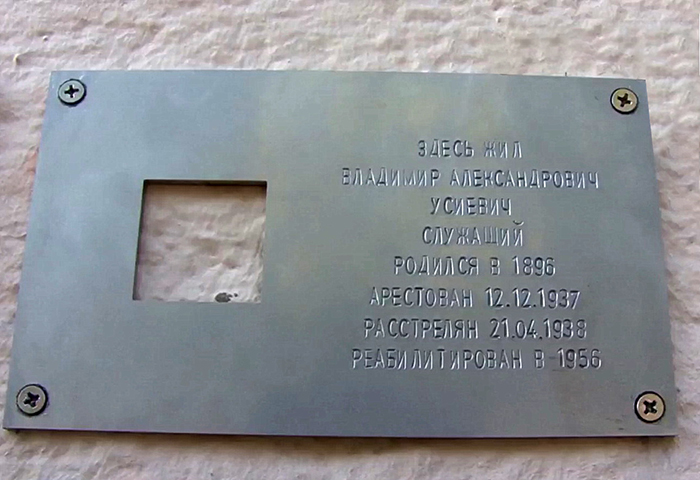 ЗДЕСЬ ЖИЛ
ВЛАДИМИР АЛЕКСАНДРОВИЧ
УСИЕВИЧ
СЛУЖАЩИЙ
РОДИЛСЯ В 1896
АРЕСТОВАН 12.12.1937
РАССТРЕЛЯН 21.04.1938
РЕАБИЛИТИРОВАН В 1956